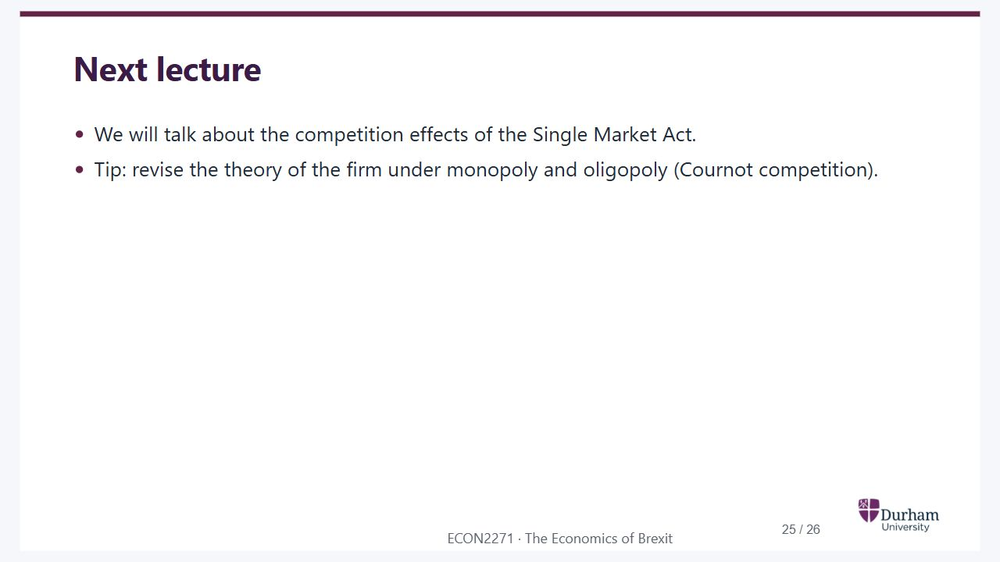 Next lecture
• We will talk about the competition effects of the Single Market Act.
• Tip: revise the theory of the firm under monopoly and oligopoly (Cournot competition).
ECON2271 · The Economics of Brexit
25 / 26
Durham
University